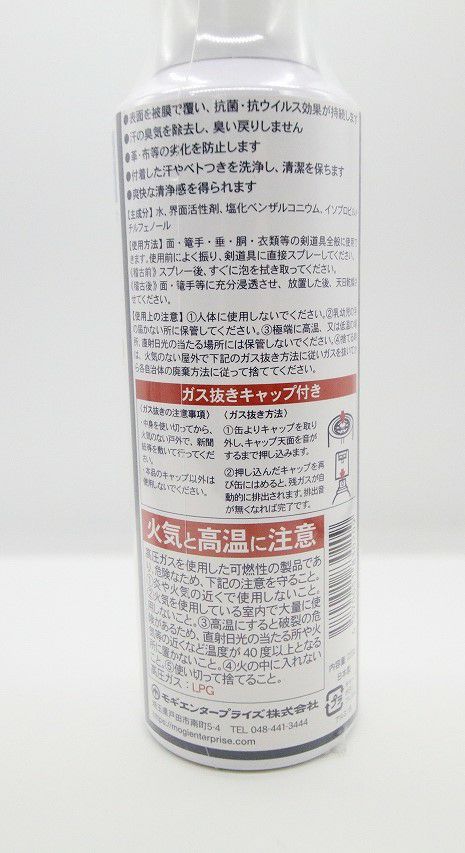 ●表面を被膜で覆い、抗菌・抗ウイルス効果が持続します
●汗の臭気を除去し、臭い戻りしません
●革・布等の劣化を防止します
●付着した汗やベトつきを洗浄し、清潔を保ちます
●爽快な清浄感を得られます
【主成分】水、界面活性剤、塩化ベンザルコニウム、イソプロピル
チルフェノール
【使用方法】面・篭手・垂・胴・衣類等の剣道具全般に使用で
きます。使用前によく振り、剣道具に直接スプレーしてください。
《稽古前》スプレー後、すぐに泡を拭き取ってください。
《稽古後》面・篭手等に充分浸透させ、放置した後、天日乾燥さ
せてください。
【使用上の注意】①人体に使用しないでください。②乳幼児の手
の届かない所に保管してください。③極端に高温、又は低温の場
所、直射日光の当たる場所には保管しないでください。④捨てる時
は、火気のない屋外で下記のガス抜き方法に従いガスを抜いてか
ら各自治体の廃棄方法に従って捨ててください。
ガス抜きキャップ付き
〈ガス抜きの注意事項〉
・中身を使い切ってから、
火気のない戸外で、新聞
紙等を敷いて行ってくだ
さい。
・本品のキャップ以外は
使用しないでください。
〈ガス抜き方法〉
①缶よりキャップを取り
外し、キャップ天面を音が
するまで押し込みます。
②押し込んだキャップを再
び缶にはめると、残ガスが自
動的に排出されます。排出音
が無くなれば完了です。
火気と高温に注意
高圧ガスを使用した可燃性の製品であ
り、危険なため、下記の注意を守ること。
①炎や火気の近くで使用しないこと。
②火気を使用している室内で大量に使
用しないこと。③高温にすると破裂の危
険があるため、直射日光の当たる所や火
気等の近くなど温度が40度以上となる
所に置かないこと。④火の中に入れない
こと。⑤使い切って捨てること。
高圧ガス：LPG
モギエンタープライズ株式会社
埼玉県戸田市南町5-4 TEL 048-441-3444
https://mogienterprise.com/
内容量